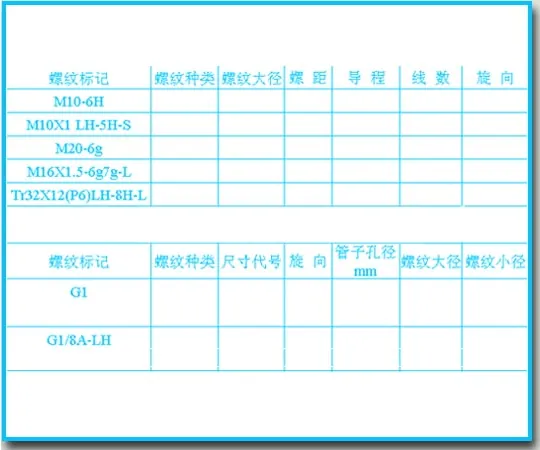 螺纹标记 螺纹种类 螺纹大径 螺 距 导 程 线 数 旋 向
M10-6H
M10X1 LH-5H-S
M20-6g
M16X1.5-6g7g-L
Tr32X12(P6)LH-8H-L
螺纹标记 螺纹种类 尺寸代号 旋 向 管子孔径 mm 螺纹大径 螺纹小径
G1
G1/8A-LH